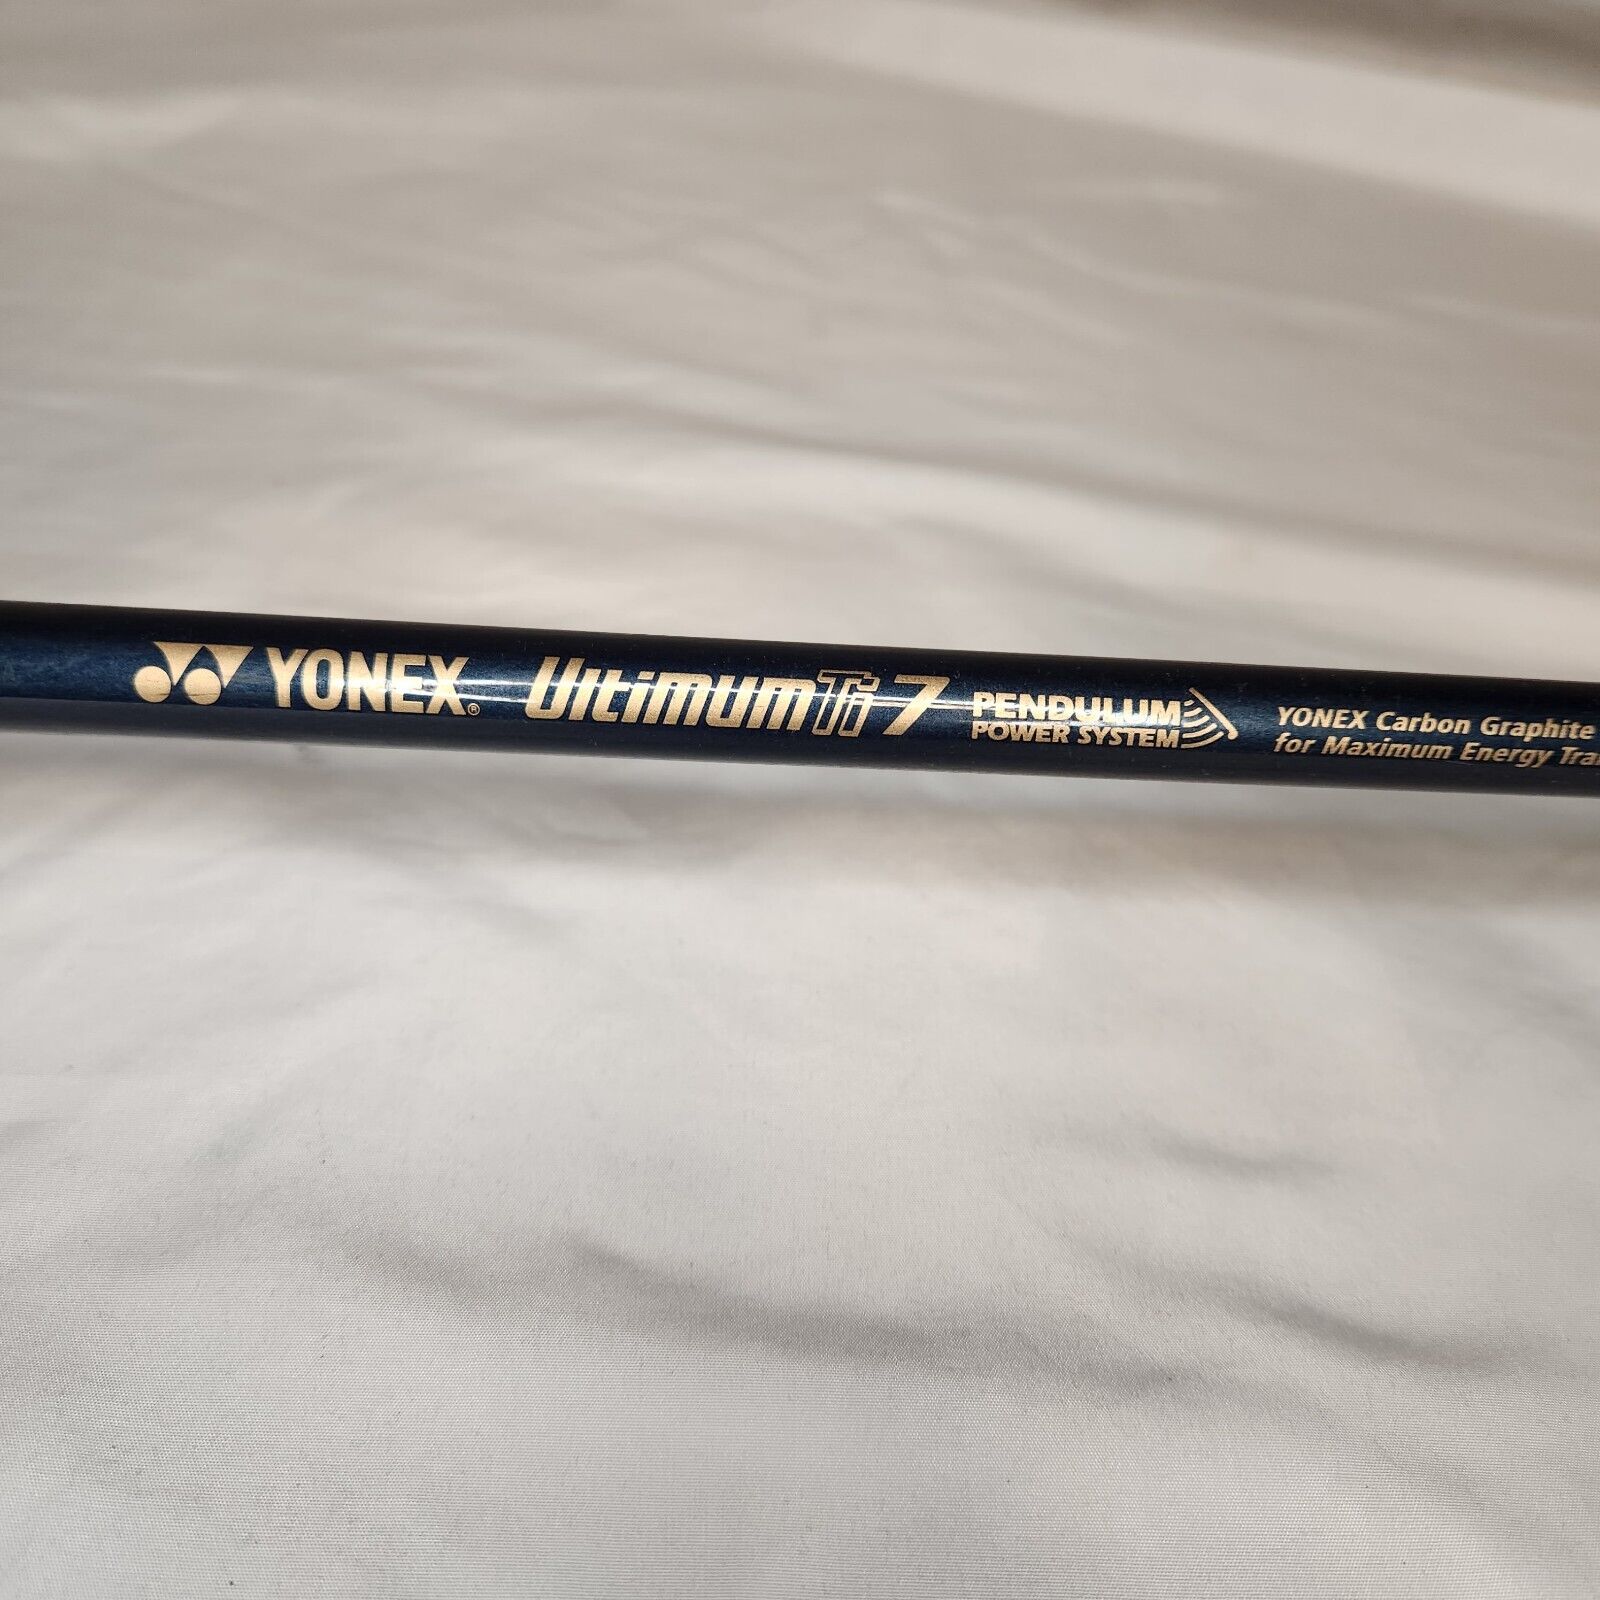 YONEX® Ultimum Ti 7 PENDULUM
POWER SYSTEM
YONEX Carbon Graphite
for Maximum Energy